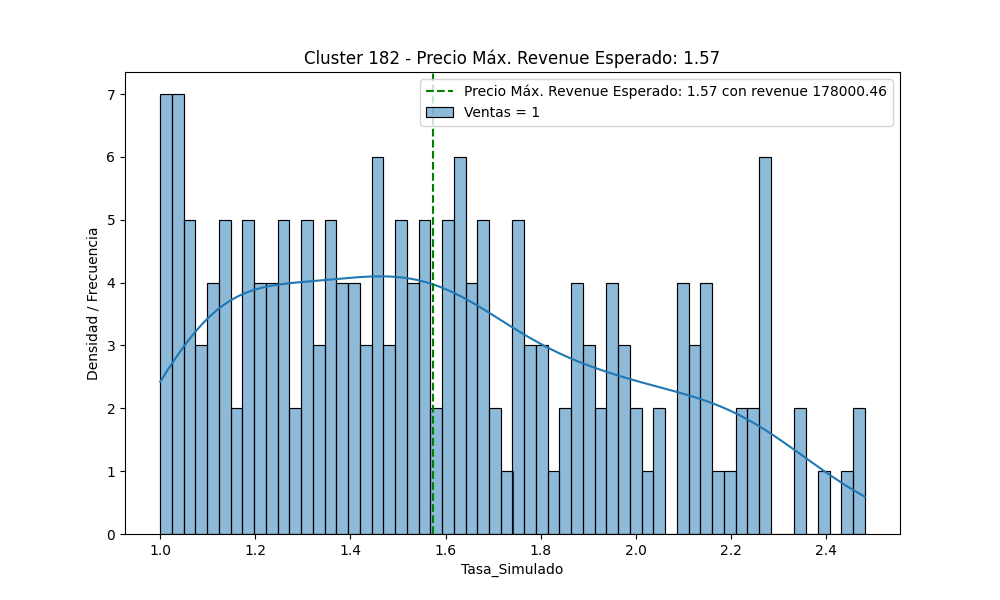 Cluster 182 - Precio Máx. Revenue Esperado: 1.57
Precio Máx. Revenue Esperado: 1.57 con revenue 178000.46
Ventas = 1
Densidad / Frecuencia
7
6
5
4
3
2
1
0
1.0 1.2 1.4 1.6 1.8 2.0 2.2 2.4
Tasa_Simulado